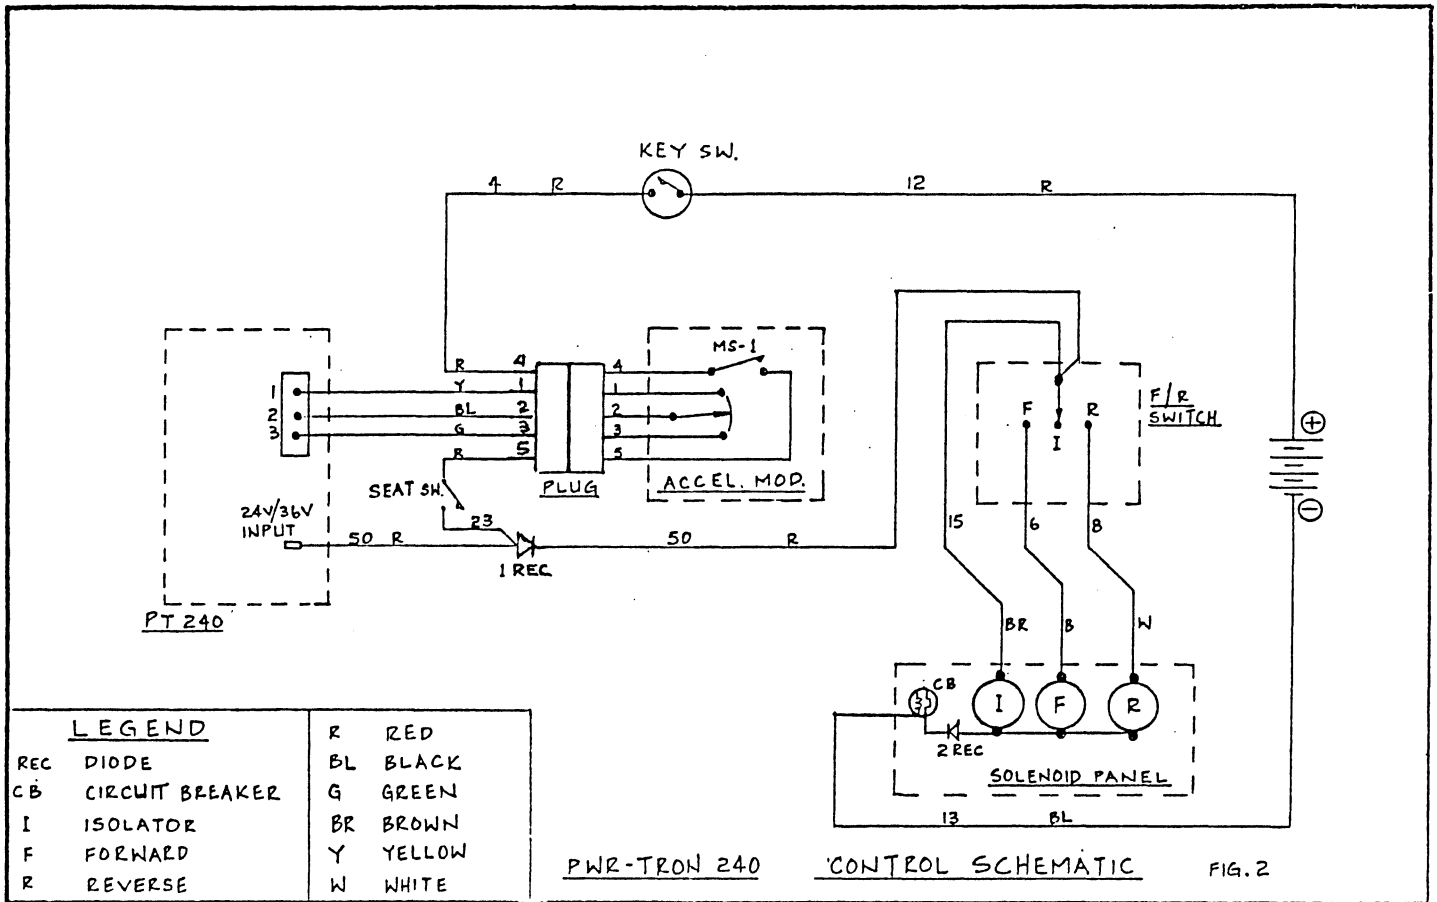 KEY SW.
4 R
12 R
MS-1
R 4 4
1 Y 1 1
2 BL 2 2
3 G 3 3
R 5 5
PLUG
ACCEL. MOD.
SEAT SW.
24V/36V
INPUT
23
50 R
50 R
1 REC
PT 240
F R
I
F/R
SWITCH
+
-
15 6 8
BR B W
CB
I F R
2 REC
SOLENOID PANEL
13 BL
LEGEND
REC DIODE
CB CIRCUIT BREAKER
I ISOLATOR
F FORWARD
R REVERSE
R RED
BL BLACK
G GREEN
BR BROWN
Y YELLOW
W WHITE
PWR-TRON 240 CONTROL SCHEMATIC FIG. 2